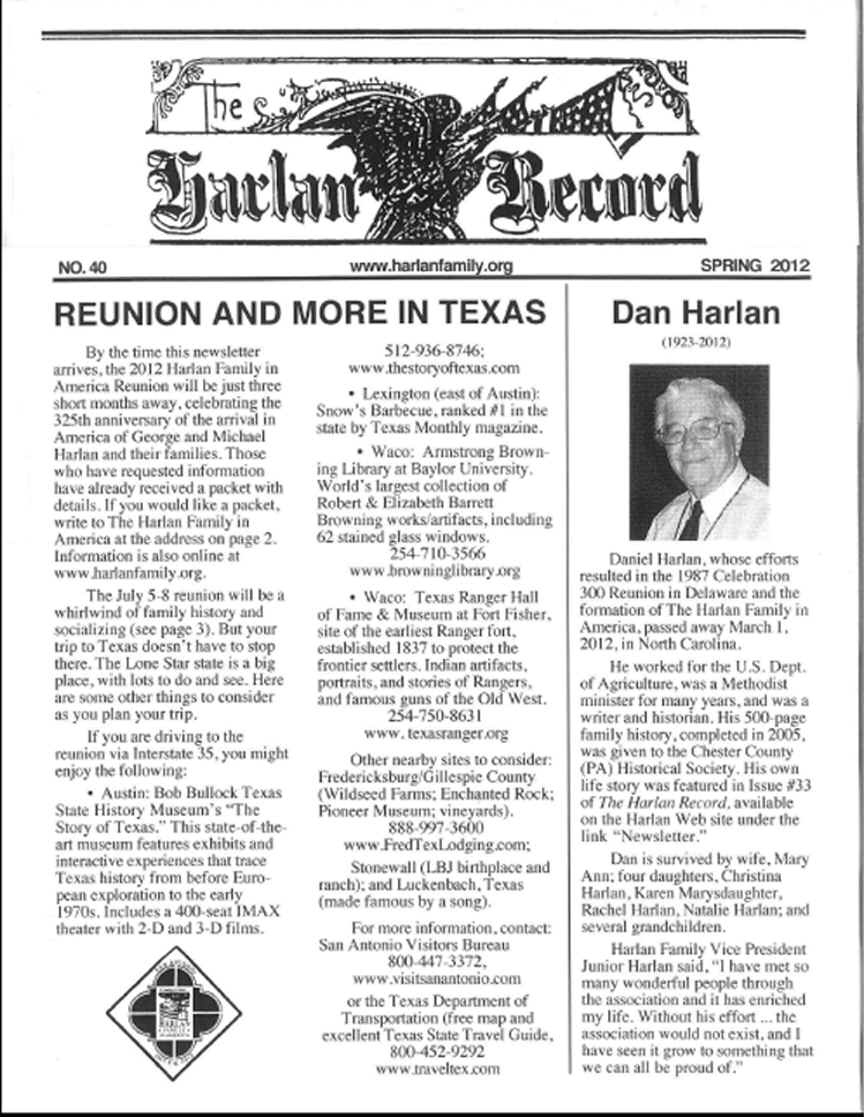 The
Harlan Record
NO. 40 www.harlanfamily.org SPRING 2012
REUNION AND MORE IN TEXAS
By the time this newsletter
arrives, the 2012 Harlan Family in
America Reunion will be just three
short months away, celebrating the
325th anniversary of the arrival in
America of George and Michael
Harlan and their families. Those
who have requested information
have already received a packet with
details. If you would like a packet,
write to The Harlan Family in
America at the address on page 2.
Information is also online at
www.harlanfamily.org.
The July 5-8 reunion will be a
whirlwind of family history and
socializing (see page 3). But your
trip to Texas doesn't have to stop
there. The Lone Star state is a big
place, with lots to do and see. Here
are some other things to consider
as you plan your trip.
If you are driving to the
reunion via Interstate 35, you might
enjoy the following:
• Austin: Bob Bullock Texas
State History Museum's "The
Story of Texas." This state-of-the-
art museum features exhibits and
interactive experiences that trace
Texas history from before Euro-
pean exploration to the early
1970s. Includes a 400-seat IMAX
theater with 2-D and 3-D films.
HARLAN
512-936-8746;
www.thestoryoftexas.com
• Lexington (east of Austin):
Snow's Barbecue, ranked #1 in the
state by Texas Monthly magazine.
• Waco: Armstrong Brown-
ing Library at Baylor University.
World's largest collection of
Robert & Elizabeth Barrett
Browning works/artifacts, including
62 stained glass windows.
254-710-3566
www.browninglibrary.org
• Waco: Texas Ranger Hall
of Fame & Museum at Fort Fisher,
site of the earliest Ranger fort,
established 1837 to protect the
frontier settlers. Indian artifacts,
portraits, and stories of Rangers,
and famous guns of the Old West.
254-750-8631
www. texasranger.org
Other nearby sites to consider:
Fredericksburg/Gillespie County
(Wildseed Farms; Enchanted Rock;
Pioneer Museum; vineyards).
888-997-3600
www.FredTexLodging.com;
Stonewall (LBJ birthplace and
ranch); and Luckenbach, Texas
(made famous by a song).
For more information, contact:
San Antonio Visitors Bureau
800-447-3372,
www.visitsanantonio.com
or the Texas Department of
Transportation (free map and
excellent Texas State Travel Guide,
800-452-9292
www.traveltex.com
Dan Harlan
(1923-2012)
Daniel Harlan, whose efforts
resulted in the 1987 Celebration
300 Reunion in Delaware and the
formation of The Harlan Family in
America, passed away March 1,
2012, in North Carolina.
He worked for the U.S. Dept.
of Agriculture, was a Methodist
minister for many years, and was a
writer and historian. His 500-page
family history, completed in 2005,
was given to the Chester County
(PA) Historical Society. His own
life story was featured in Issue #33
of The Harlan Record, available
on the Harlan Web site under the
link "Newsletter."
Dan is survived by wife, Mary
Ann; four daughters, Christina
Harlan, Karen Marysdaughter,
Rachel Harlan, Natalie Harlan; and
several grandchildren.
Harlan Family Vice President
Junior Harlan said, "I have met so
many wonderful people through
the association and it has enriched
my life. Without his effort ... the
association would not exist, and I
have seen it grow to something that
we can all be proud of."